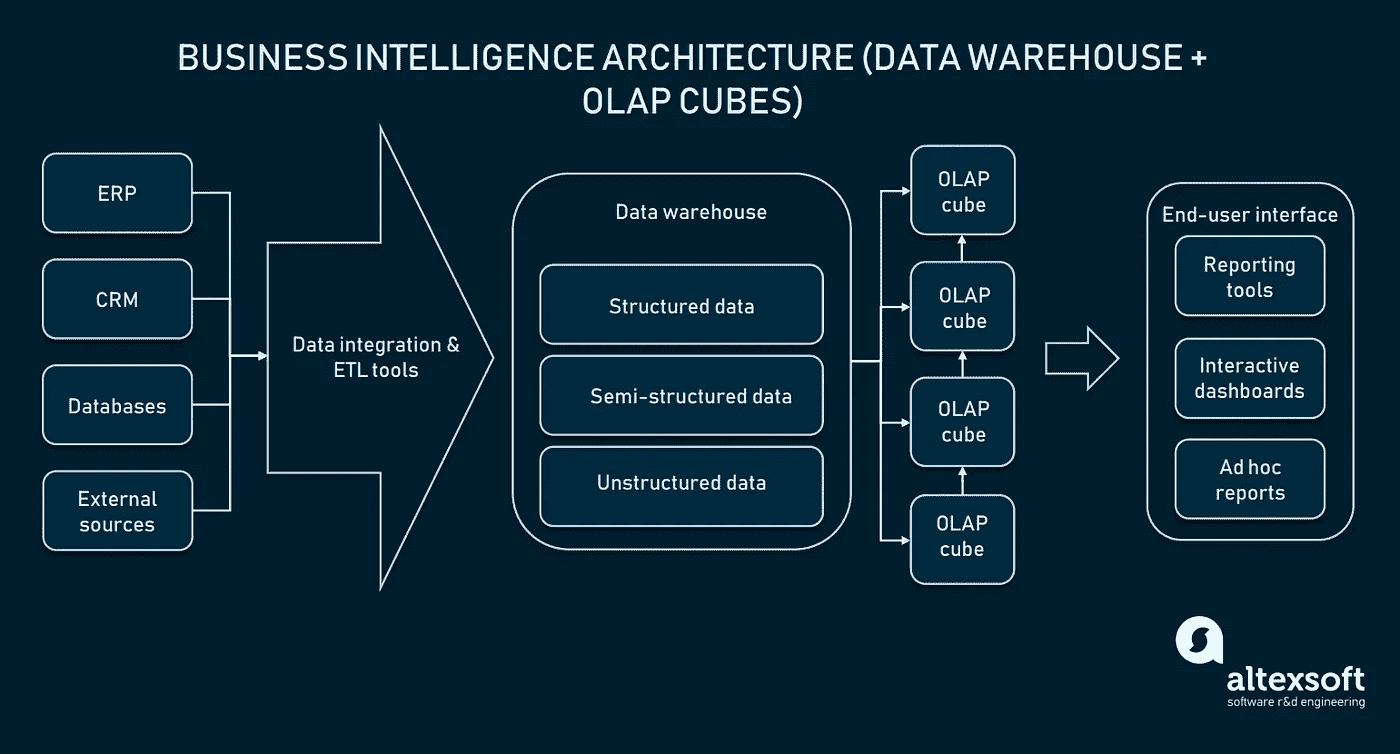 BUSINESS INTELLIGENCE ARCHITECTURE (DATA WAREHOUSE +
OLAP CUBES)
ERP
CRM
Databases
External
sources
Data integration &
ETL tools
Data warehouse
Structured data
Semi-structured data
Unstructured data
OLAP
cube
OLAP
cube
OLAP
cube
OLAP
cube
End-user interface
Reporting
tools
Interactive
dashboards
Ad hoc
reports
altexsoft
software r&d engineering